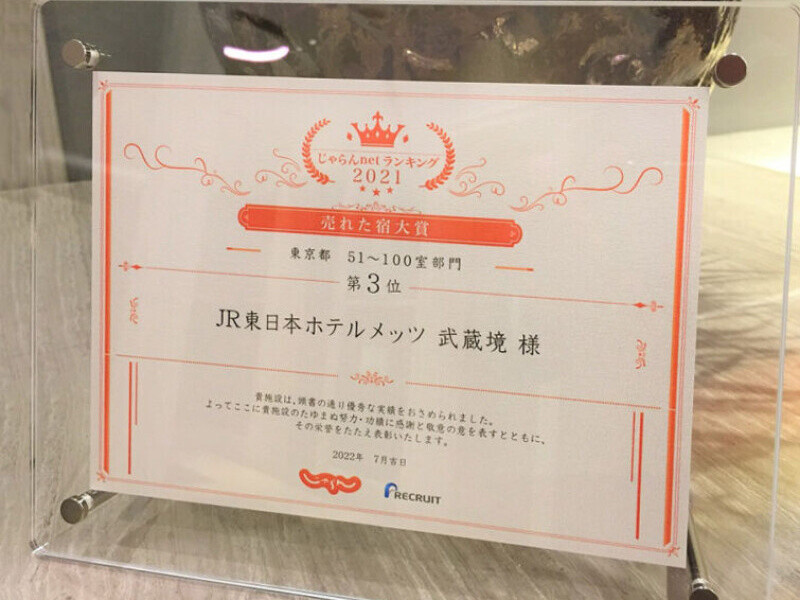 じゃらんnetランキング
2021
売れた宿大賞
東京都 51〜100室部門
第3位
JR東日本ホテルメッツ 武蔵境 様
貴施設は、頭書の通り優秀な実績をおさめられました。
よってここに貴施設のたゆまぬ努力・功績に感謝と敬意の意を表すとともに、
その栄誉をたたえ表彰いたします。
2022年 7月吉日
じゃらん RECRUIT